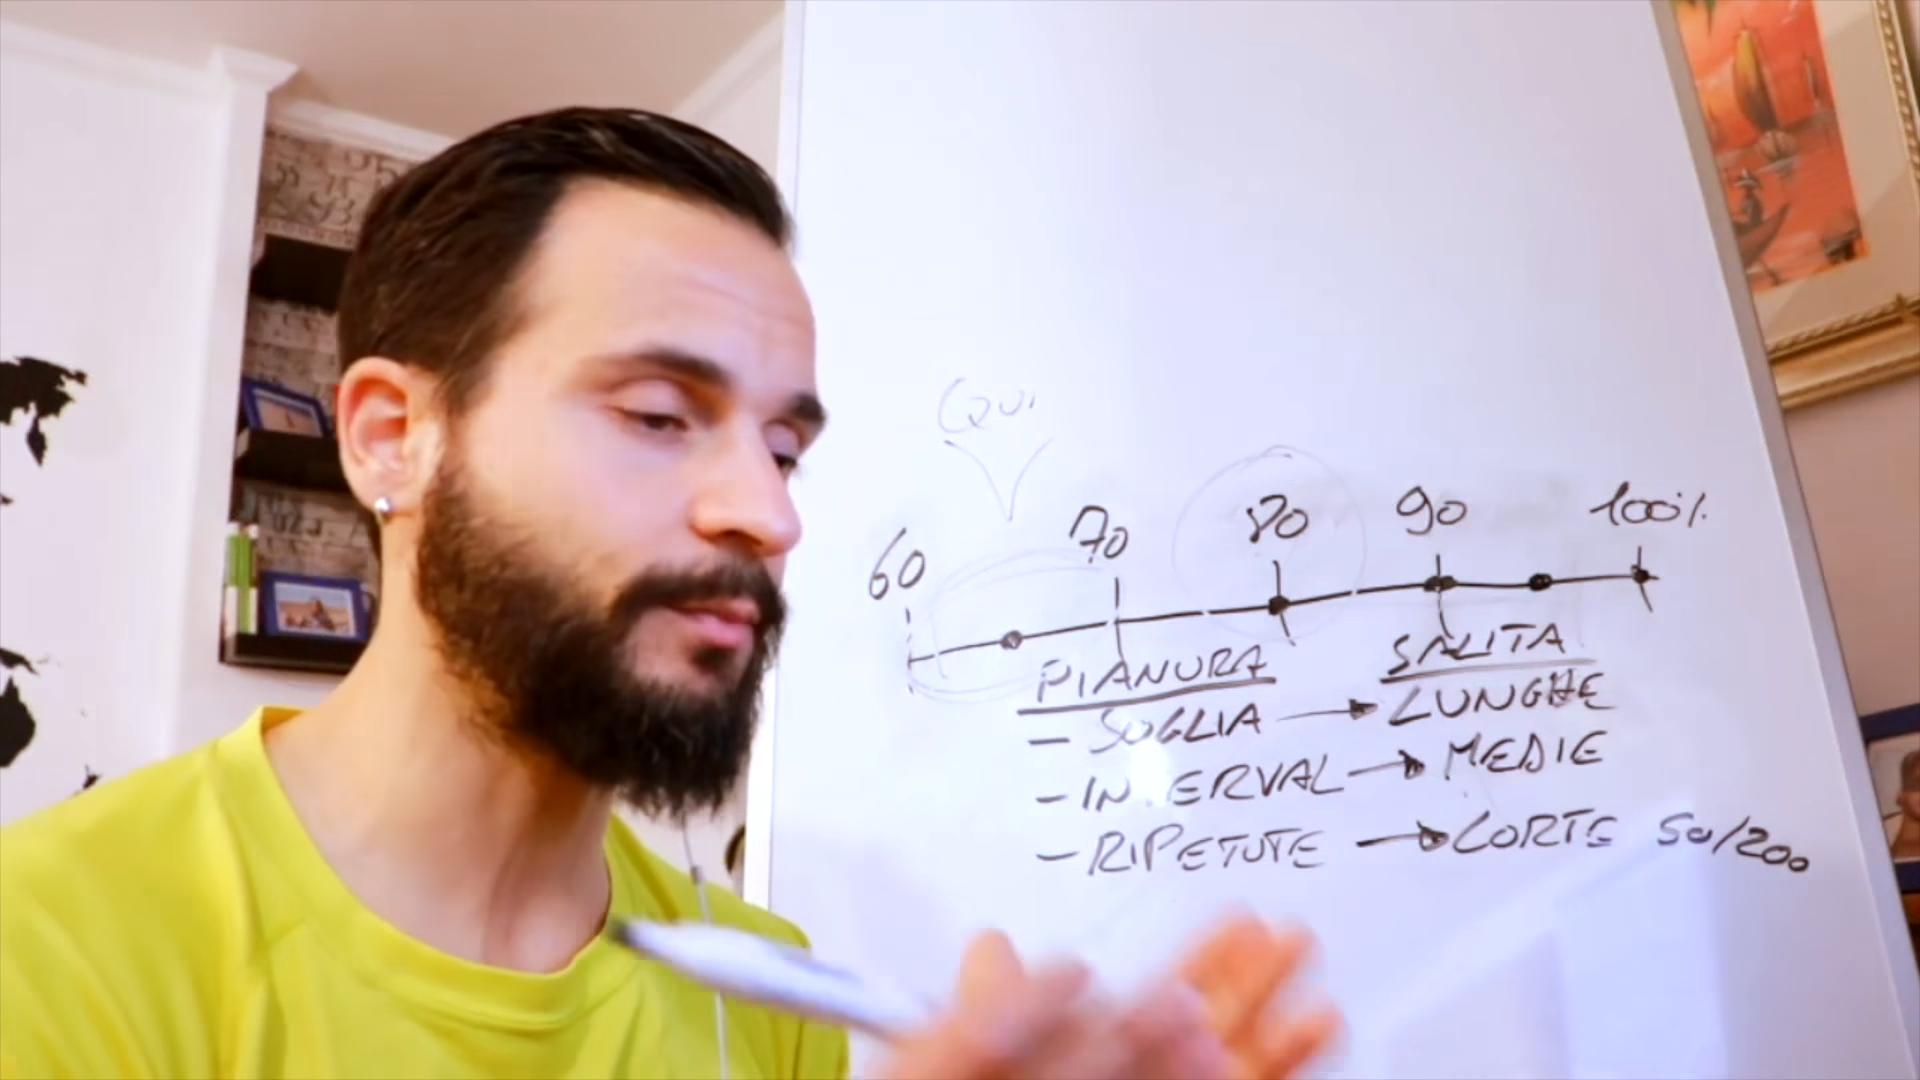 QUI
60 70 80 90 100%
PIANURA SALITA
- SOGLIA → LUNGHE
- INTERVAL → MEDIE
- RIPETUTE → CORTE 50/200